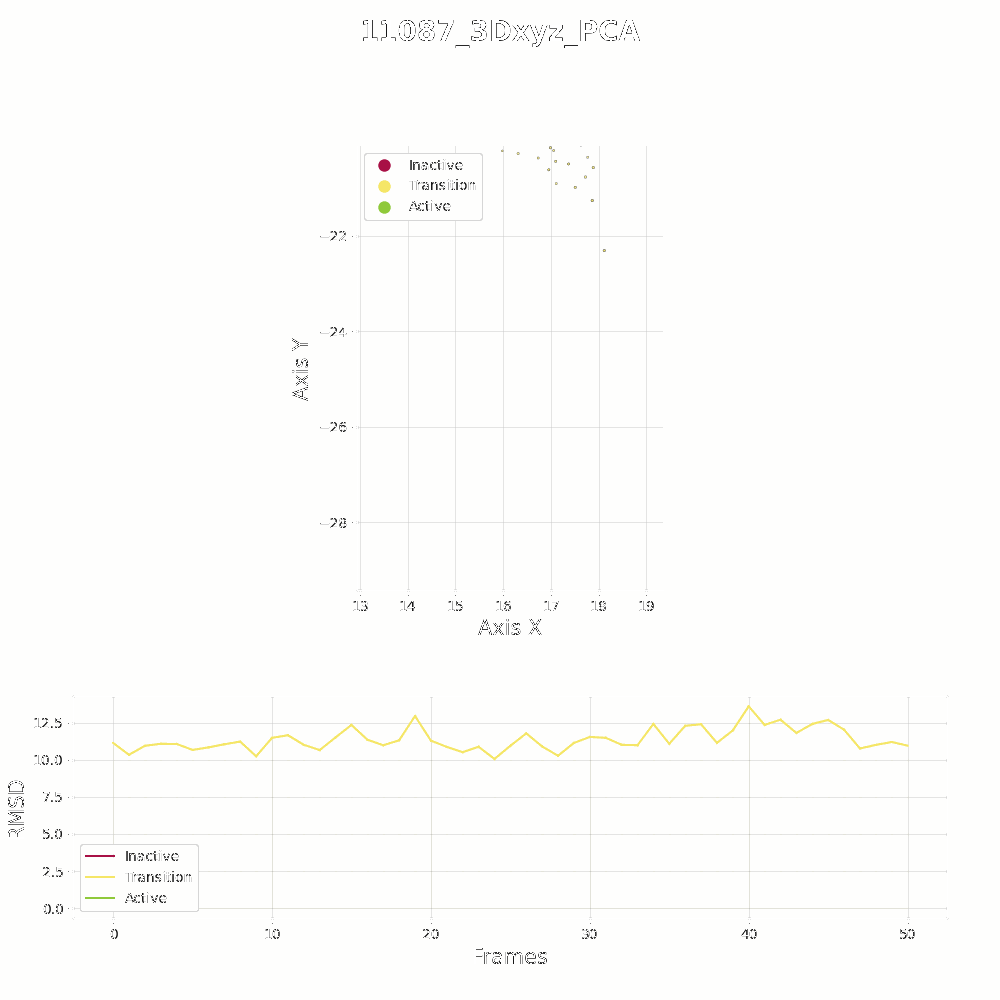 11087_3Dxyz_PCA
Inactive
Transition
Active
−22
−24
−26
−28
Axis Y
13 14 15 16 17 18 19
Axis X
12.5
10.0
7.5
5.0
2.5
0.0
RMSD
Inactive
Transition
Active
0 10 20 30 40 50
Frames